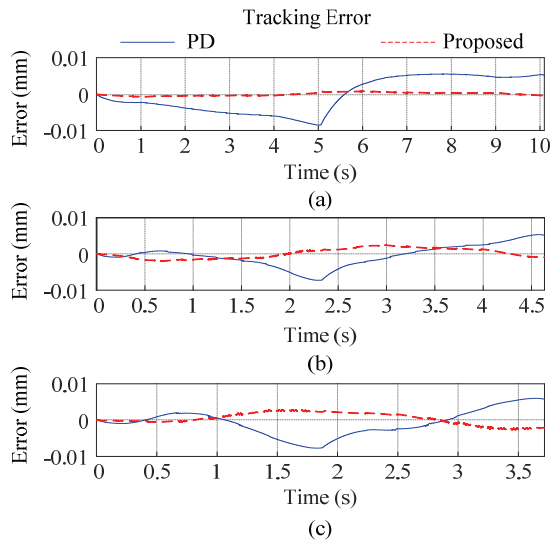 Tracking Error
PD
Proposed
0.01
0
-0.01
Error (mm)
0 1 2 3 4 5 6 7 8 9 10
Time (s)
(a)
0.01
0
-0.01
Error (mm)
0 0.5 1 1.5 2 2.5 3 3.5 4 4.5
Time (s)
(b)
0.01
0
-0.01
Error (mm)
0 0.5 1 1.5 2 2.5 3 3.5
Time (s)
(c)